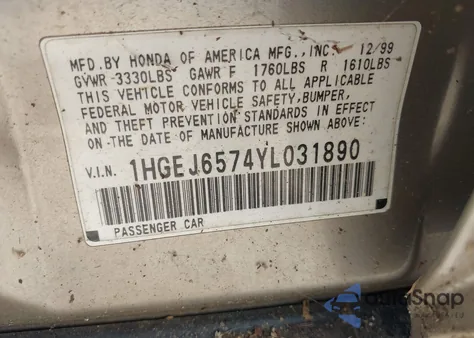 MFD.BY HONDA OF AMERICA MFG.,INC. 12/99
GVWR 3330LBS GAWR F 1760LBS R 1610LBS
THIS VEHICLE CONFORMS TO ALL APPLICABLE
FEDERAL MOTOR VEHICLE SAFETY,BUMPER,
AND THEFT PREVENTION STANDARDS IN EFFECT
ON THE DATE OF MANUFACTURE SHOWN ABOVE:
V.I.N. 1HGEJ6574YL031890
PASSENGER CAR
AutoSnap